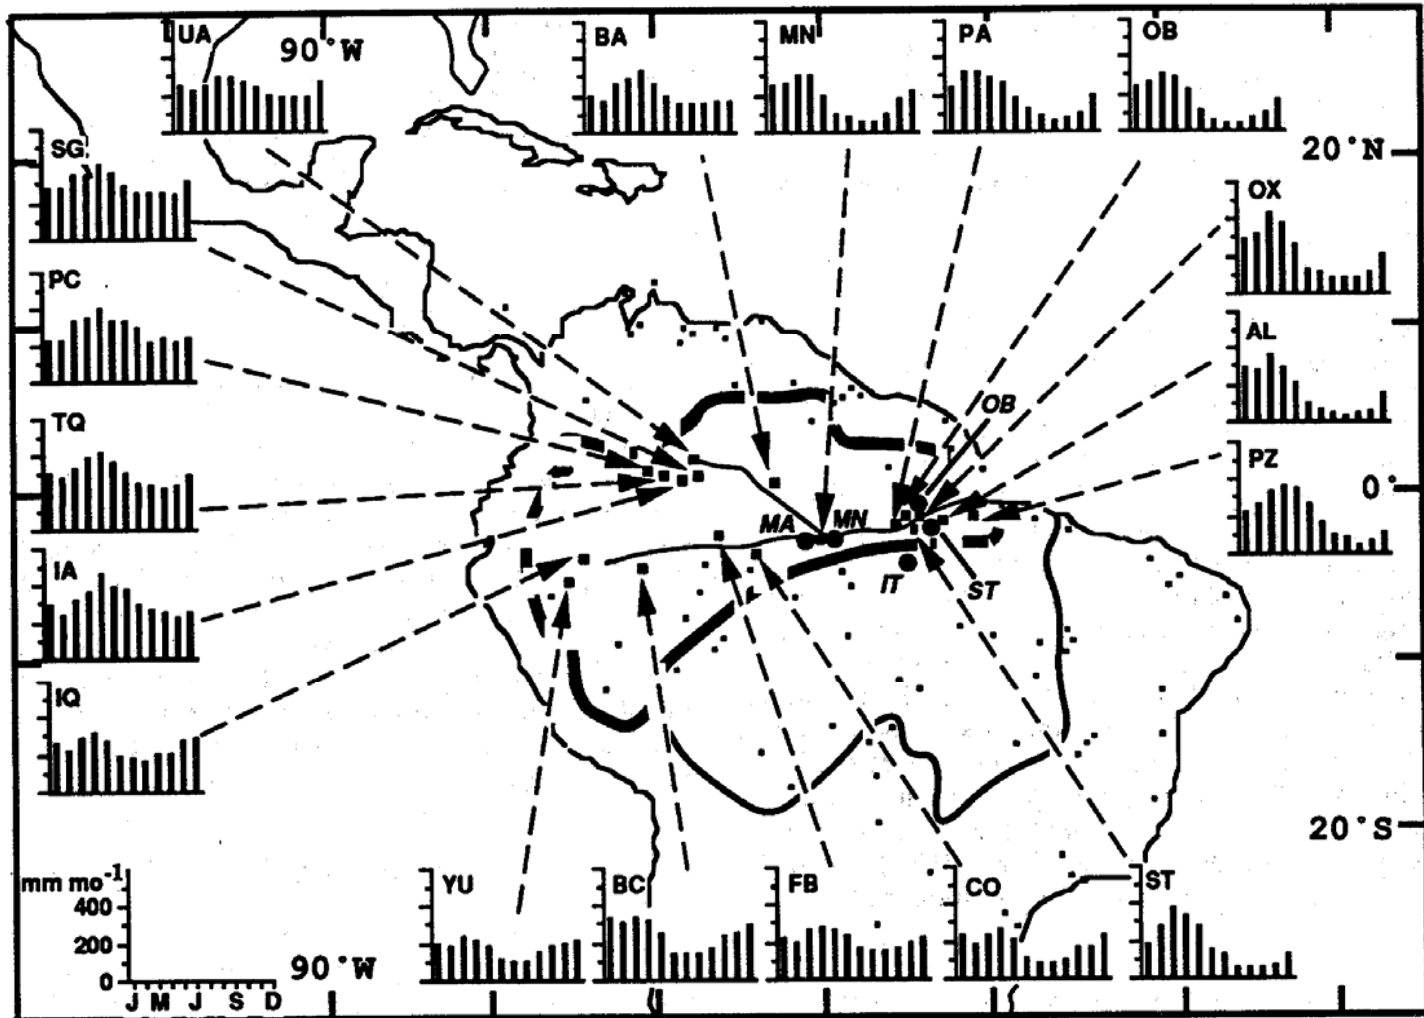 UA
90°W
BA
MN
PA
OB
20°N
SG
OX
PC
AL
TQ
OB
PZ
0°
MA
MN
IA
IT
ST
IQ
20°S
mm mo⁻¹
400
200
0
J M J S D
90°W
YU
BC
FB
CO
ST